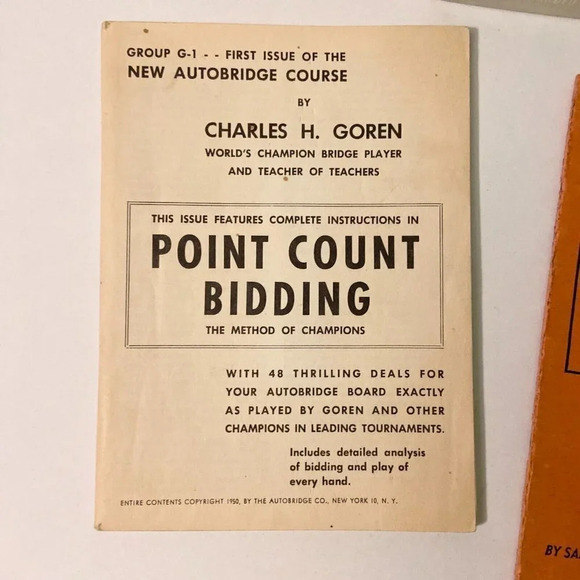 GROUP G-1 - - FIRST ISSUE OF THE
NEW AUTOBRIDGE COURSE
BY
CHARLES H. GOREN
WORLD'S CHAMPION BRIDGE PLAYER
AND TEACHER OF TEACHERS
THIS ISSUE FEATURES COMPLETE INSTRUCTIONS IN
POINT COUNT
BIDDING
THE METHOD OF CHAMPIONS
WITH 48 THRILLING DEALS FOR
YOUR AUTOBRIDGE BOARD EXACTLY
AS PLAYED BY GOREN AND OTHER
CHAMPIONS IN LEADING TOURNAMENTS.
Includes detailed analysis
of bidding and play of
every hand.
ENTIRE CONTENTS COPYRIGHT 1950, BY THE AUTOBRIDGE CO., NEW YORK 10, N. Y.
BY